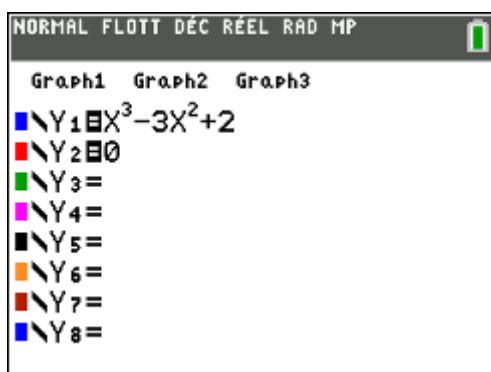 NORMAL FLOTT DÉC RÉEL RAD MP
Graph1 Graph2 Graph3
\Y₁=X³-3X²+2
\Y₂=0
\Y₃=
\Y₄=
\Y₅=
\Y₆=
\Y₇=
\Y₈=